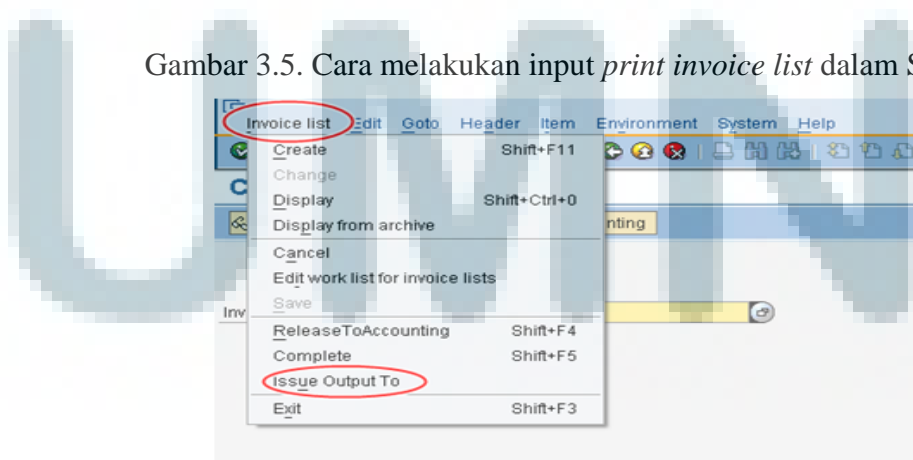 Gambar 3.5. Cara melakukan input print invoice list dalam S
Invoice list Edit Goto Header Item Environment System Help
Create Shift+F11
Change
C
Display Shift+Ctrl+0
Display from archive
nting
Cancel
Edit work list for invoice lists
Save
Inv
ReleaseToAccounting Shift+F4
Complete Shift+F5
Issue Output To
Exit Shift+F3
UMN